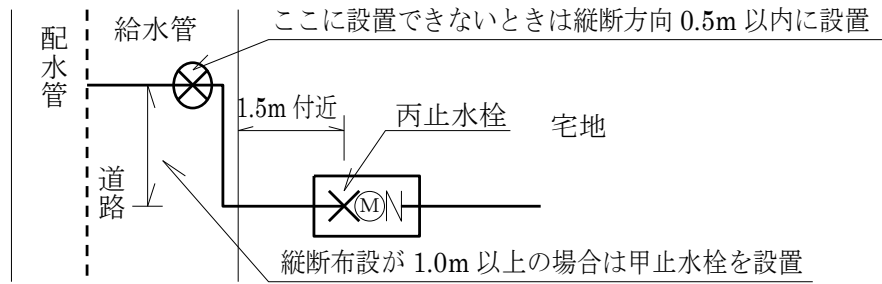 ここに設置できないときは縦断方向 0.5m 以内に設置
給水管
配水管
1.5m 付近
丙止水栓
宅地
道路
M
縦断布設が 1.0m 以上の場合は甲止水栓を設置